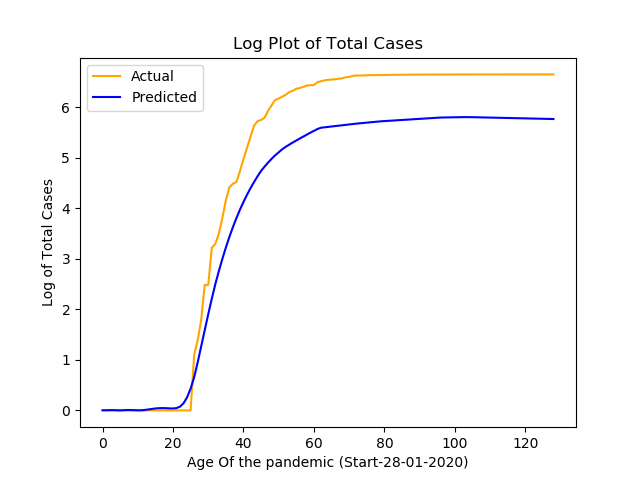 Log Plot of Total Cases
Actual
Predicted
6
5
4
3
2
1
0
Log of Total Cases
0 20 40 60 80 100 120
Age Of the pandemic (Start-28-01-2020)